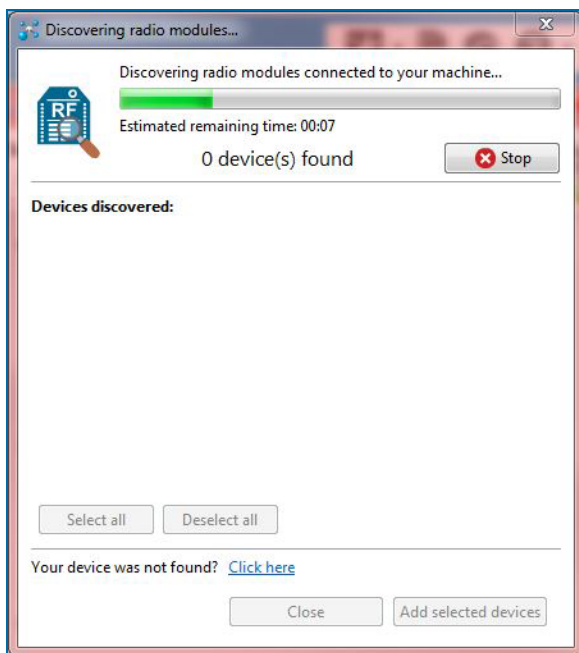 Discovering radio modules...
Discovering radio modules connected to your machine...
RF
Estimated remaining time: 00:07
0 device(s) found
Stop
Devices discovered:
Select all
Deselect all
Your device was not found? Click here
Close
Add selected devices